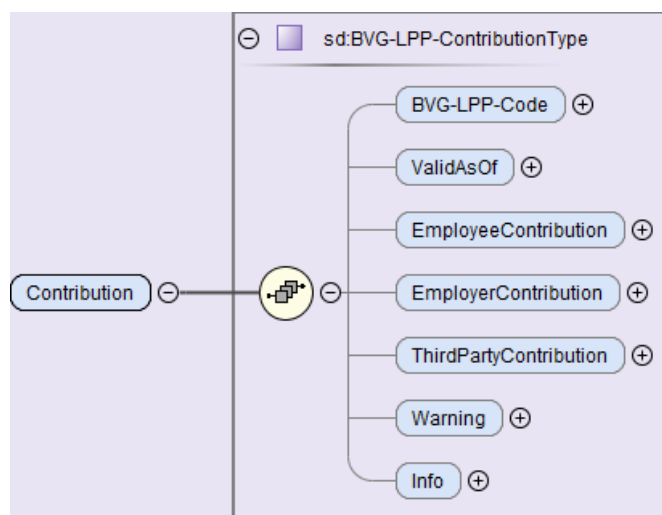 sd:BVG-LPP-ContributionType
BVG-LPP-Code
ValidAsOf
EmployeeContribution
Contribution
EmployerContribution
ThirdPartyContribution
Warning
Info